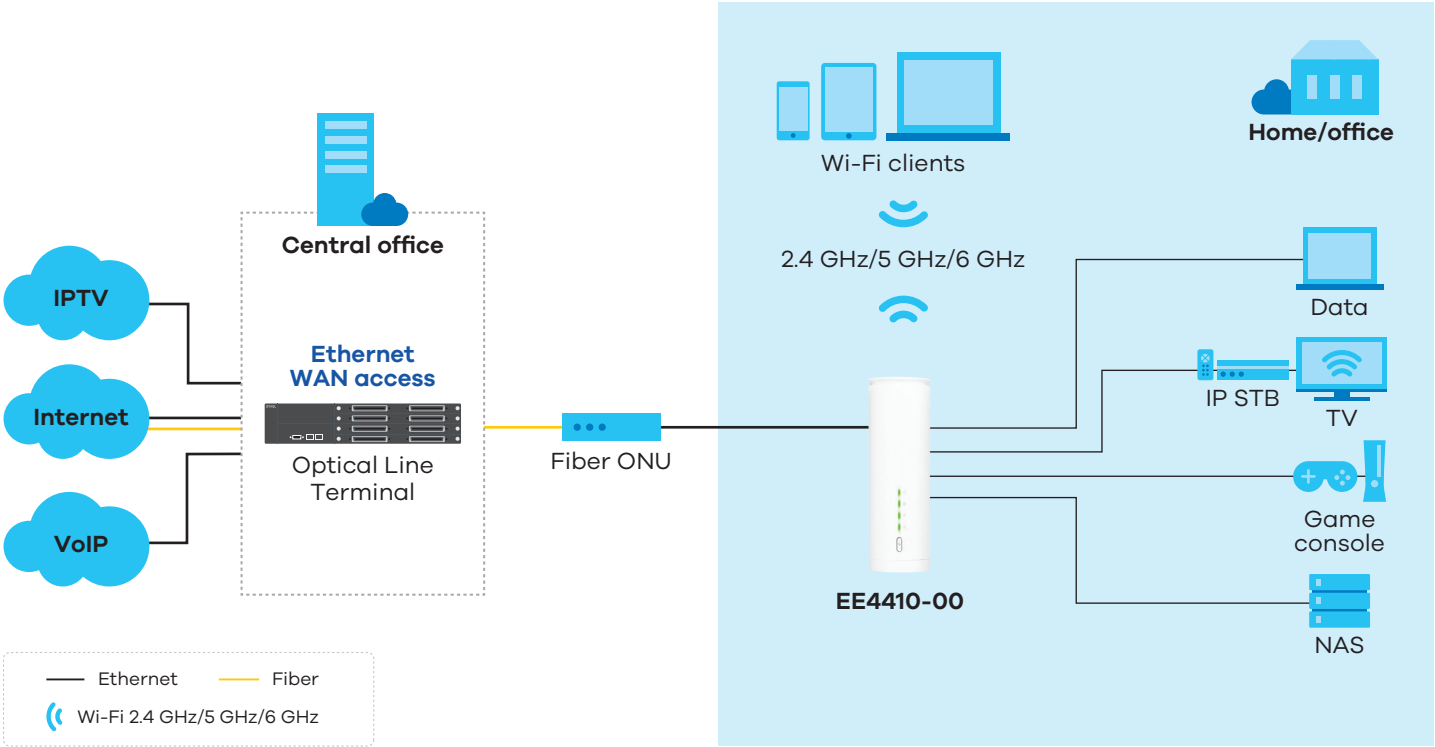 Wi-Fi clients
Home/office
Central office
2.4 GHz/5 GHz/6 GHz
IPTV
Data
Ethernet
WAN access
IP STB
TV
Internet
Optical Line
Terminal
Fiber ONU
Game
console
VoIP
EE4410-00
NAS
Ethernet
Fiber
Wi-Fi 2.4 GHz/5 GHz/6 GHz